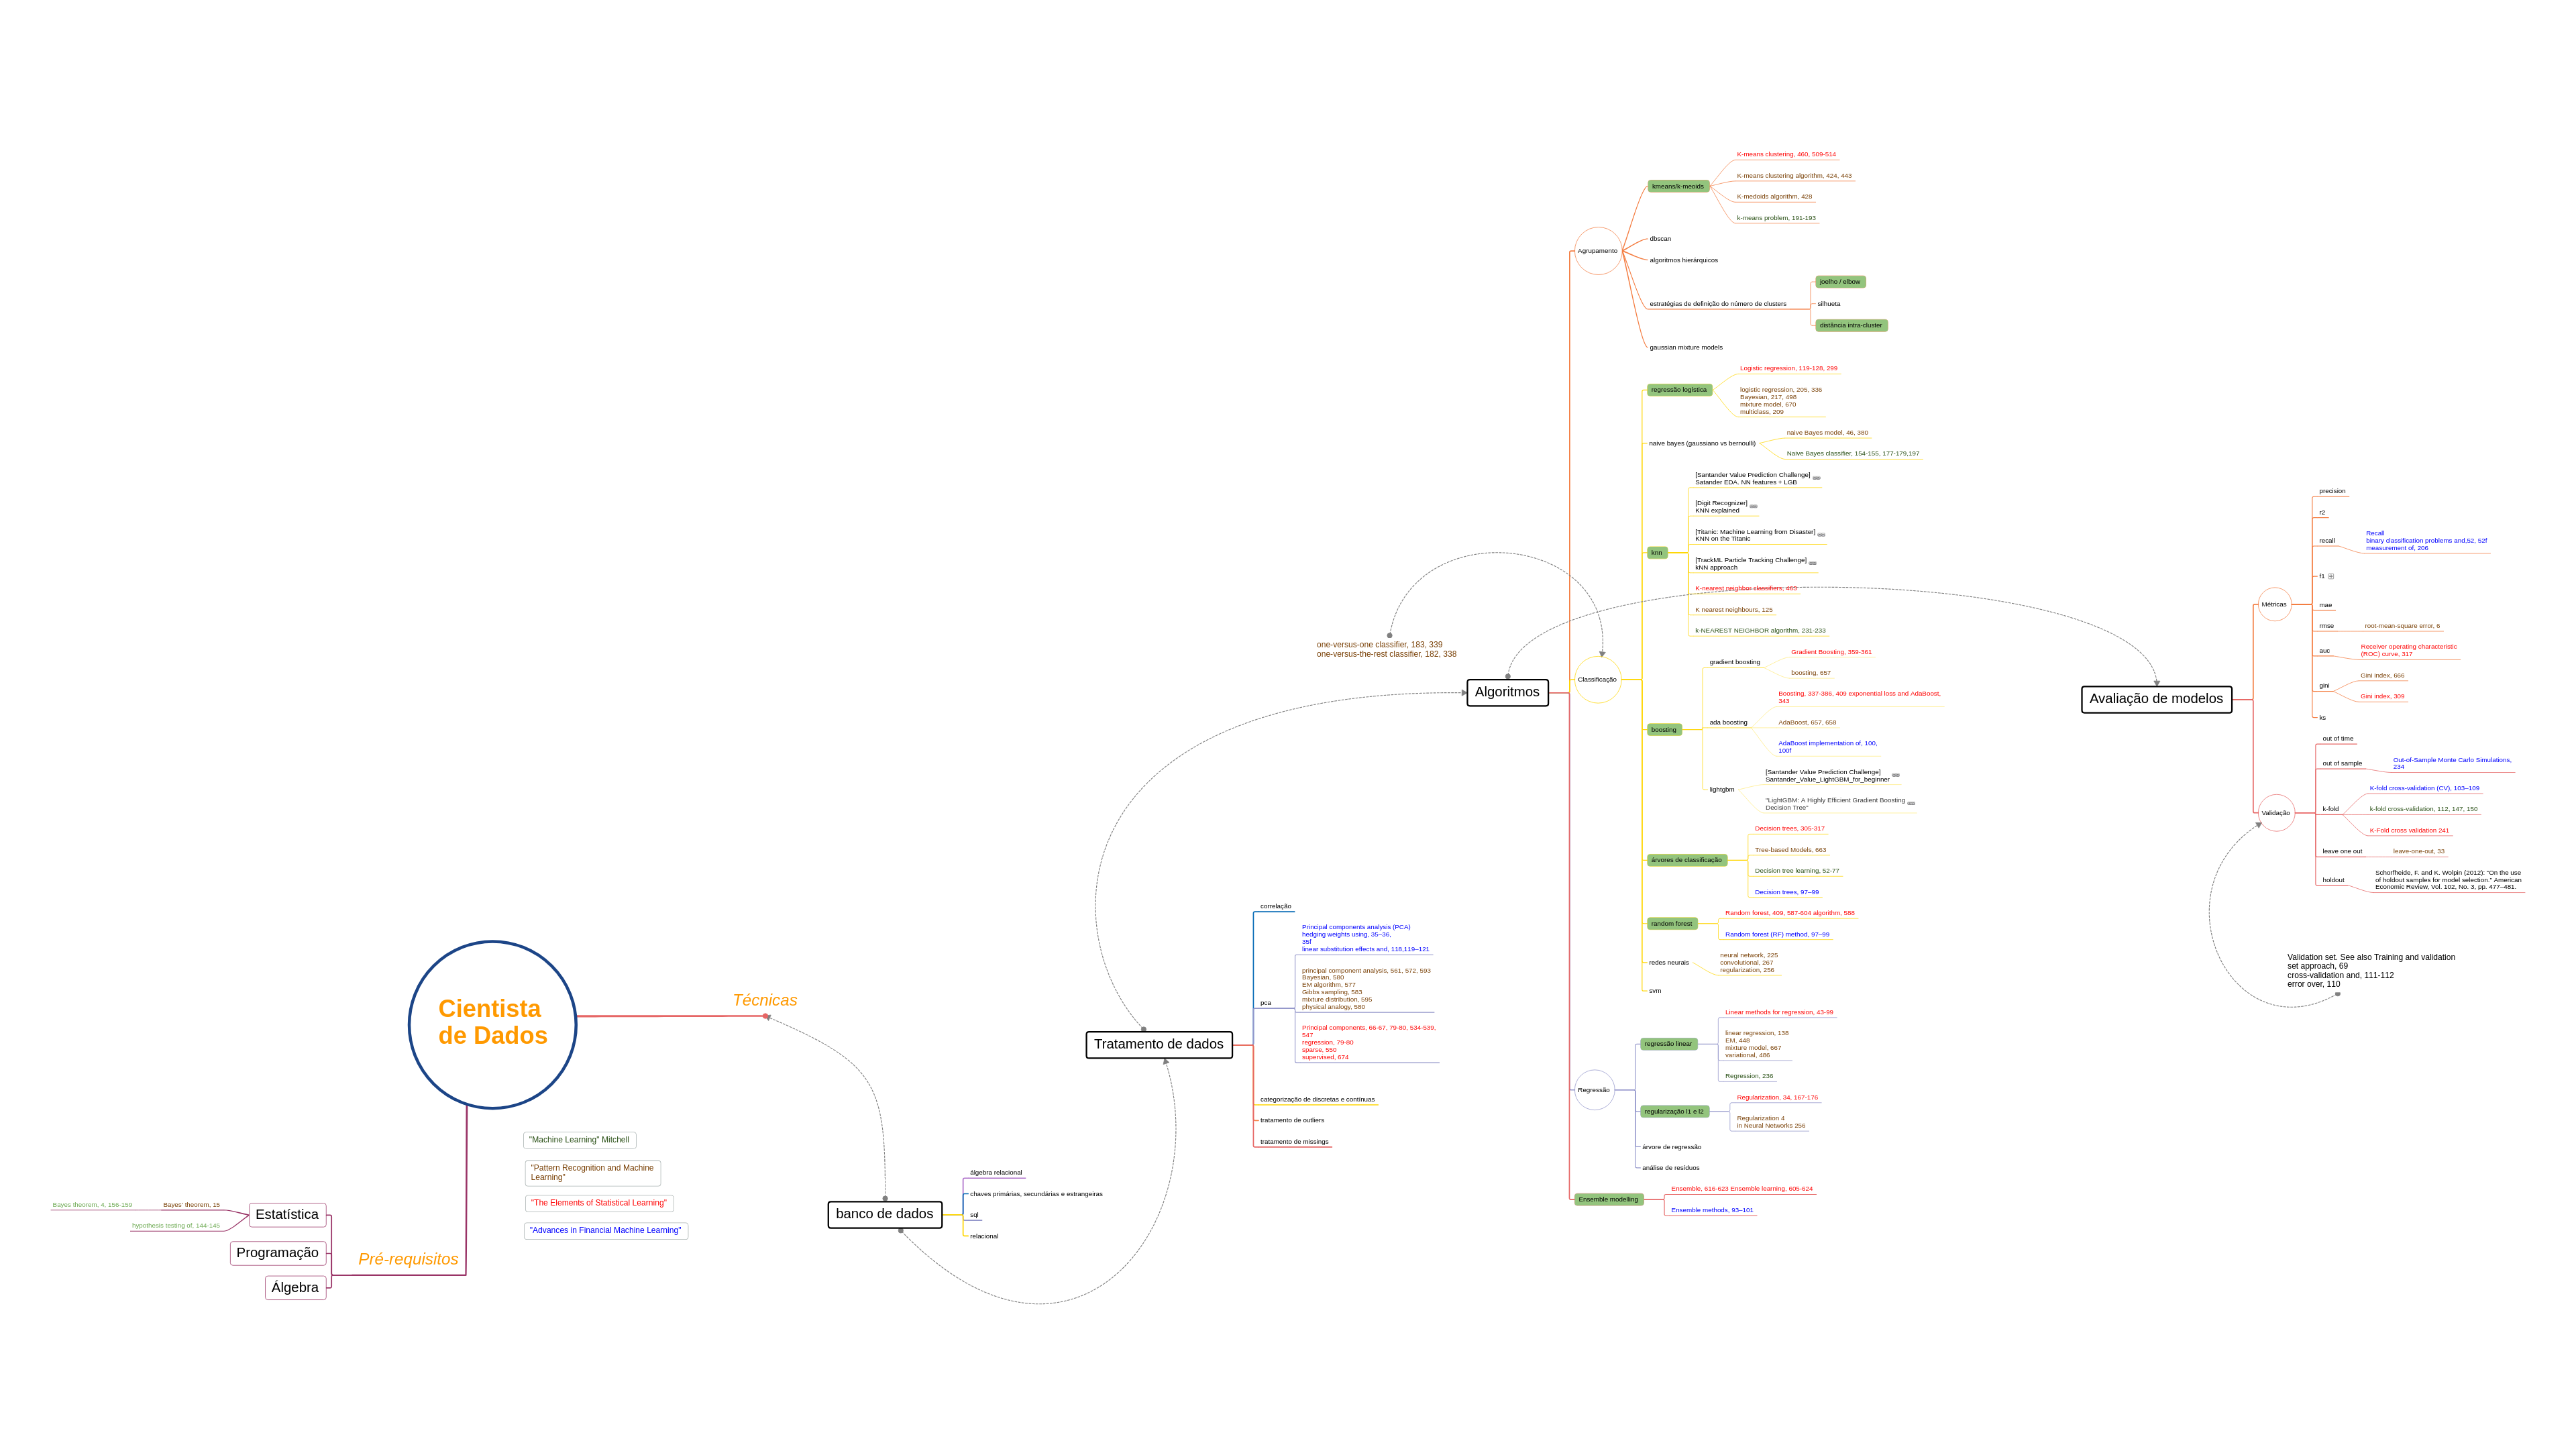 Cientista
de Dados
Técnicas
Pré-requisitos
Estatística
Bayes' theorem, 15
Bayes theorem, 4, 156-159
hypothesis testing of, 144-145
Programação
Álgebra
"Machine Learning" Mitchell
"Pattern Recognition and Machine
Learning"
"The Elements of Statistical Learning"
"Advances in Financial Machine Learning"
banco de dados
álgebra relacional
chaves primárias, secundárias e estrangeiras
sql
relacional
Tratamento de dados
correlação
pca
Principal components analysis (PCA)
hedging weights using, 35–36,
35f
linear substitution effects and, 118,119–121
principal component analysis, 561, 572, 593
Bayesian, 580
EM algorithm, 577
Gibbs sampling, 583
mixture distribution, 595
physical analogy, 580
Principal components, 66-67, 79-80, 534-539,
547
regression, 79-80
sparse, 550
supervised, 674
categorização de discretas e contínuas
tratamento de outliers
tratamento de missings
Algoritmos
one-versus-one classifier, 183, 339
one-versus-the-rest classifier, 182, 338
Agrupamento
kmeans/k-meoids
K-means clustering, 460, 509-514
K-means clustering algorithm, 424, 443
K-medoids algorithm, 428
k-means problem, 191-193
dbscan
algoritmos hierárquicos
estratégias de definição do número de clusters
joelho / elbow
silhueta
distância intra-cluster
gaussian mixture models
Classificação
regressão logística
Logistic regression, 119-128, 299
logistic regression, 205, 336
Bayesian, 217, 498
mixture model, 670
multiclass, 209
naive bayes (gaussiano vs bernoulli)
naive Bayes model, 46, 380
Naive Bayes classifier, 154-155, 177-179,197
knn
[Santander Value Prediction Challenge]
Satander EDA. NN features + LGB
[Digit Recognizer]
KNN explained
[Titanic: Machine Learning from Disaster]
KNN on the Titanic
[TrackML Particle Tracking Challenge]
kNN approach
K-nearest neighbor classifiers, 463
K nearest neighbours, 125
k-NEAREST NEIGHBOR algorithm, 231-233
boosting
gradient boosting
Gradient Boosting, 359-361
boosting, 657
ada boosting
Boosting, 337-386, 409 exponential loss and AdaBoost,
343
AdaBoost, 657, 658
AdaBoost implementation of, 100,
100f
lightgbm
[Santander Value Prediction Challenge]
Santander_Value_LightGBM_for_beginner
"LightGBM: A Highly Efficient Gradient Boosting
Decision Tree"
árvores de classificação
Decision trees, 305-317
Tree-based Models, 663
Decision tree learning, 52-77
Decision trees, 97–99
random forest
Random forest, 409, 587-604 algorithm, 588
Random forest (RF) method, 97–99
redes neurais
neural network, 225
convolutional, 267
regularization, 256
svm
Regressão
regressão linear
Linear methods for regression, 43-99
linear regression, 138
EM, 448
mixture model, 667
variational, 486
Regression, 236
regularização l1 e l2
Regularization, 34, 167-176
Regularization 4
in Neural Networks 256
árvore de regressão
análise de resíduos
Ensemble modelling
Ensemble, 616-623 Ensemble learning, 605-624
Ensemble methods, 93–101
Avaliação de modelos
Métricas
precision
r2
recall
Recall
binary classification problems and,52, 52f
measurement of, 206
f1
mae
rmse
root-mean-square error, 6
auc
Receiver operating characteristic
(ROC) curve, 317
gini
Gini index, 666
Gini index, 309
ks
Validação
out of time
out of sample
Out-of-Sample Monte Carlo Simulations,
234
k-fold
K-fold cross-validation (CV), 103–109
k-fold cross-validation, 112, 147, 150
K-Fold cross validation 241
leave one out
leave-one-out, 33
holdout
Schorfheide, F. and K. Wolpin (2012): "On the use
of holdout samples for model selection." American
Economic Review, Vol. 102, No. 3, pp. 477–481.
Validation set. See also Training and validation
set approach, 69
cross-validation and, 111-112
error over, 110